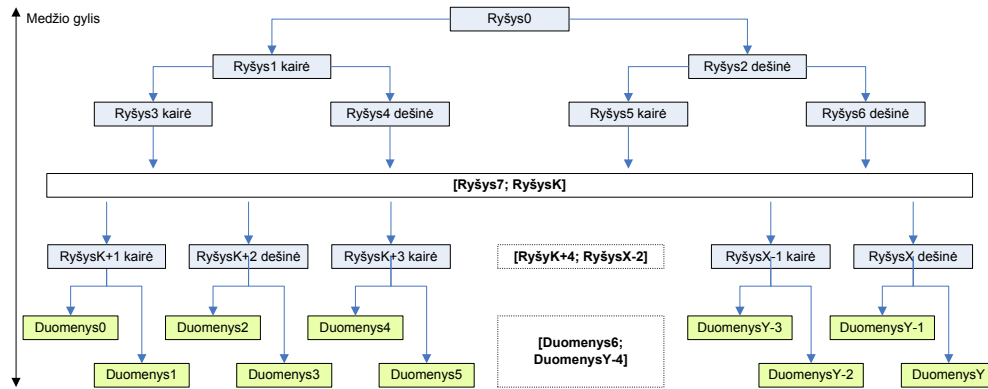 Medžio gylis
Ryšys0
Ryšys1 kairė
Ryšys2 dešinė
Ryšys3 kairė
Ryšys4 dešinė
Ryšys5 kairė
Ryšys6 dešinė
[Ryšys7; RyšysK]
RyšysK+1 kairė
RyšysK+2 dešinė
RyšysK+3 kairė
[RyšyK+4; RyšysX-2]
RyšysX-1 kairė
RyšysX dešinė
Duomenys0
Duomenys2
Duomenys4
[Duomenys6;
DuomenysY-4]
DuomenysY-3
DuomenysY-1
Duomenys1
Duomenys3
Duomenys5
DuomenysY-2
DuomenysY